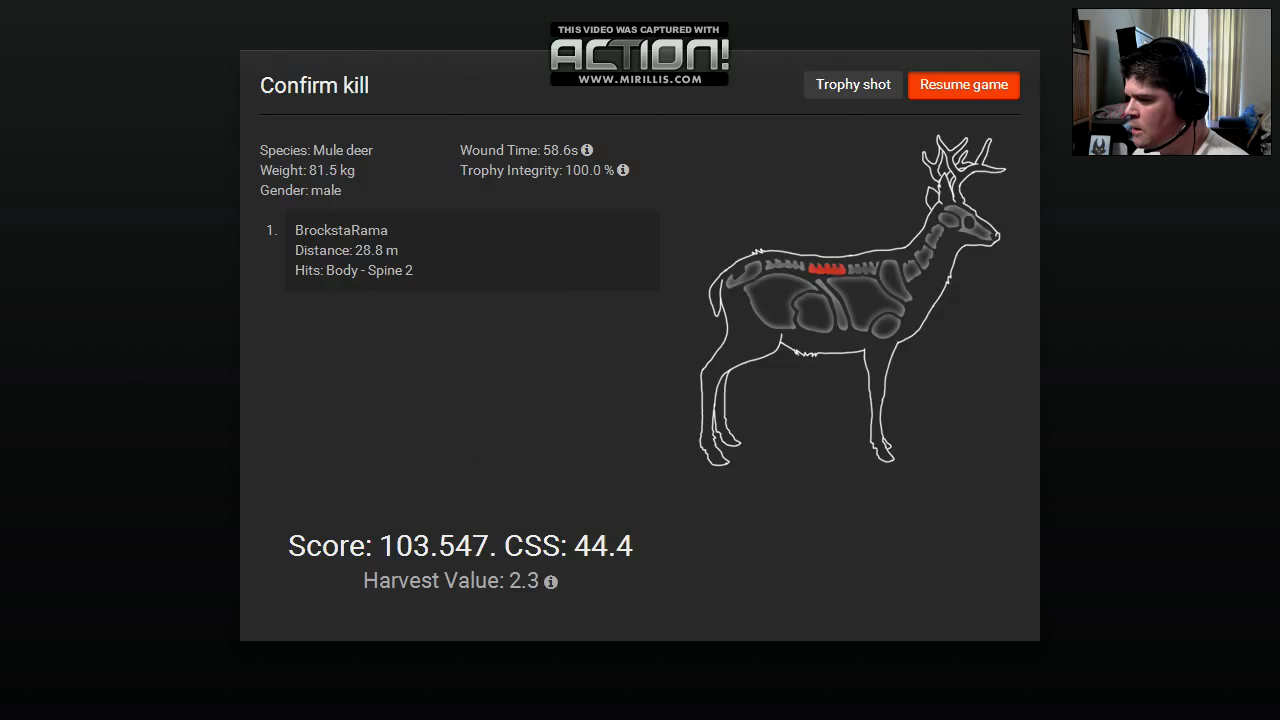 THIS VIDEO WAS CAPTURED WITH
ACTION!
WWW.MIRILLIS.COM
Confirm kill
Trophy shot
Resume game
Species: Mule deer
Weight: 81.5 kg
Gender: male
Wound Time: 58.6s
Trophy Integrity: 100.0 %
1. BrockstaRama
Distance: 28.8 m
Hits: Body - Spine 2
Score: 103.547. CSS: 44.4
Harvest Value: 2.3